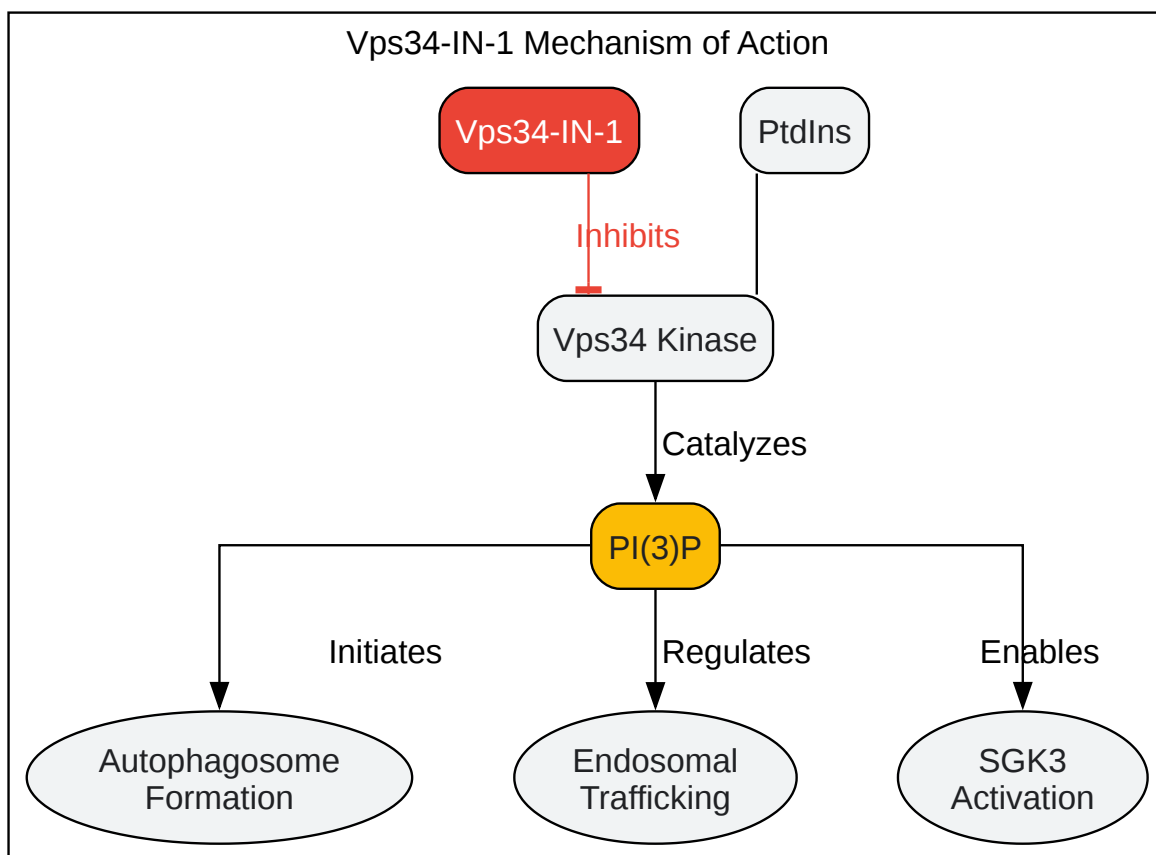 Vps34-IN-1 Mechanism of Action
Vps34-IN-1
PtdIns
Inhibits
Vps34 Kinase
Catalyzes
PI(3)P
Initiates
Regulates
Enables
Autophagosome
Formation
Endosomal
Trafficking
SGK3
Activation